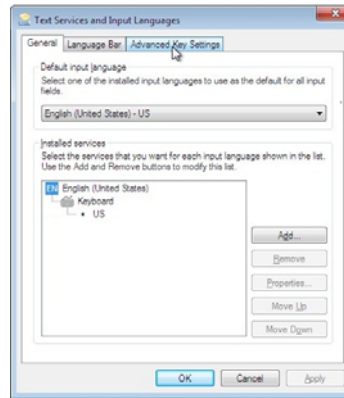 Text Services and Input Languages
General Language Bar Advanced Key Settings
Default input language
Select one of the installed input languages to use as the default for all input
fields.
English (United States) - US
Installed services
Select the services that you want for each input language shown in the list.
Use the Add and Remove buttons to modify this list.
EN English (United States)
Keyboard
US
Add...
Remove
Properties...
Move Up
Move Down
OK Cancel Apply